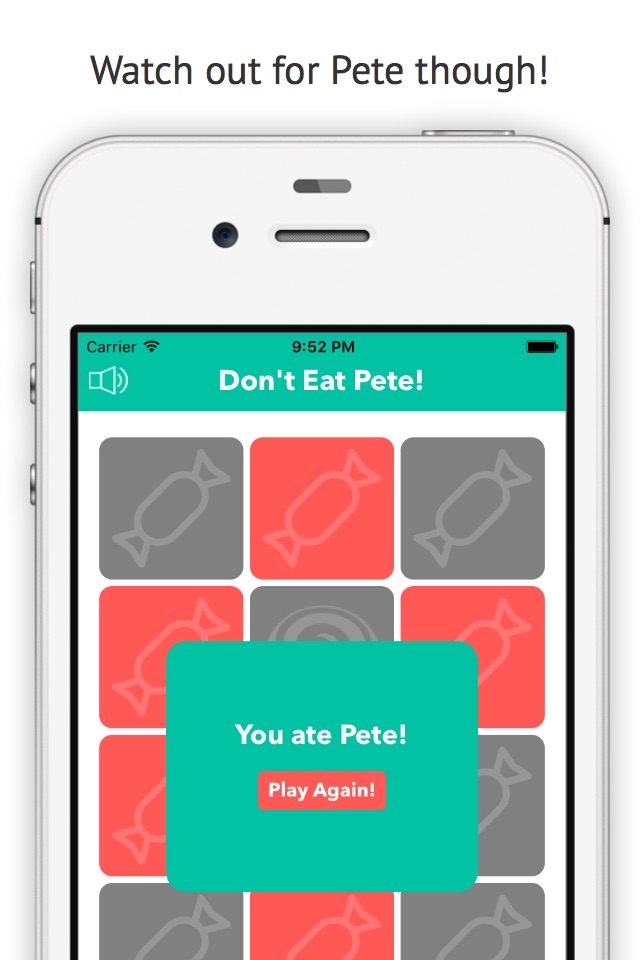 Watch out for Pete though!
Carrier 9:52 PM
Don't Eat Pete!
You ate Pete!
Play Again!